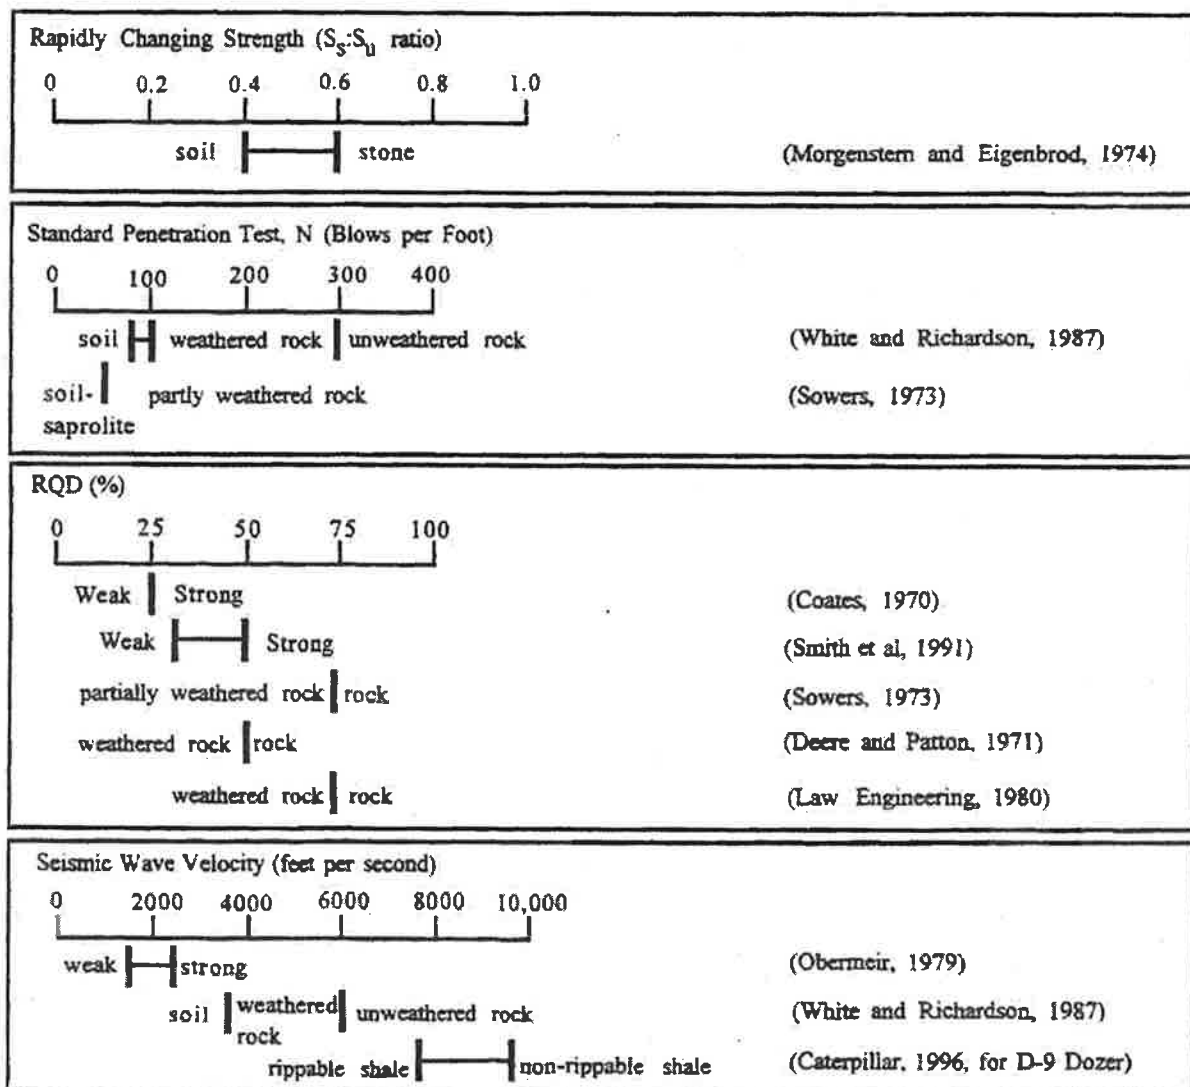 Rapidly Changing Strength (Ss:Su ratio)
0 0.2 0.4 0.6 0.8 1.0
soil stone (Morgenstern and Eigenbrod, 1974)
Standard Penetration Test, N (Blows per Foot)
0 100 200 300 400
soil weathered rock unweathered rock (White and Richardson, 1987)
soil- partly weathered rock (Sowers, 1973)
saprolite
RQD (%)
0 25 50 75 100
Weak Strong (Coates, 1970)
Weak Strong (Smith et al, 1991)
partially weathered rock rock (Sowers, 1973)
weathered rock rock (Deere and Patton, 1971)
weathered rock rock (Law Engineering, 1980)
Seismic Wave Velocity (feet per second)
0 2000 4000 6000 8000 10,000
weak strong (Obermeir, 1979)
soil weathered unweathered rock (White and Richardson, 1987)
rock
rippable shale non-rippable shale (Caterpillar, 1996, for D-9 Dozer)